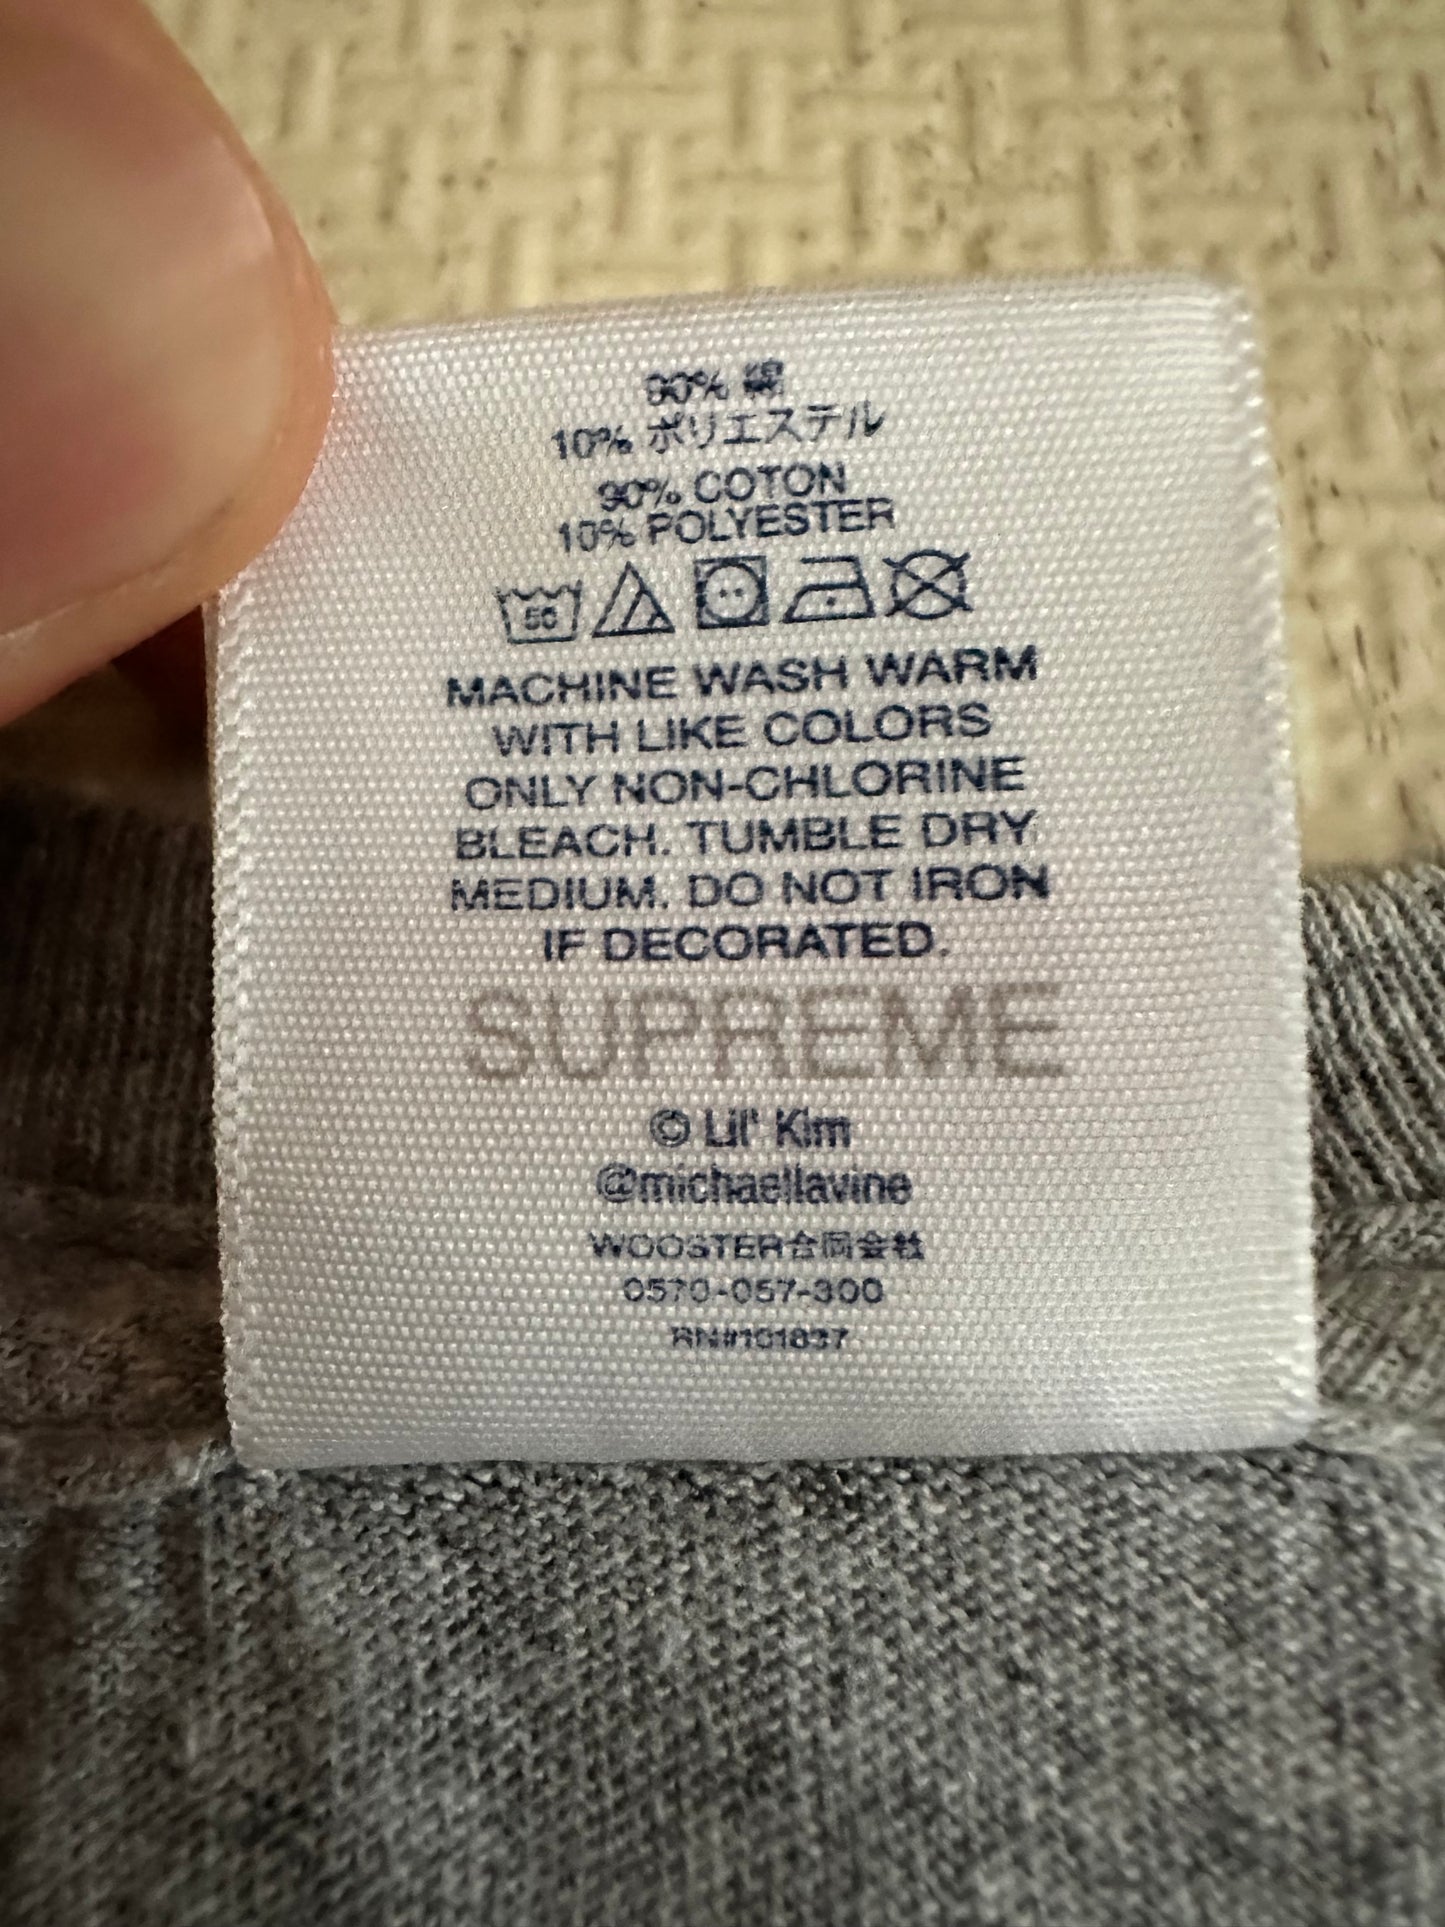 90% 綿
10% ポリエステル
90% COTON
10% POLYESTER
MACHINE WASH WARM
WITH LIKE COLORS
ONLY NON-CHLORINE
BLEACH. TUMBLE DRY
MEDIUM. DO NOT IRON
IF DECORATED.
SUPREME
© Lil' Kim
@michaellavine
WOOSTER合同会社
0570-057-300
RN#101837